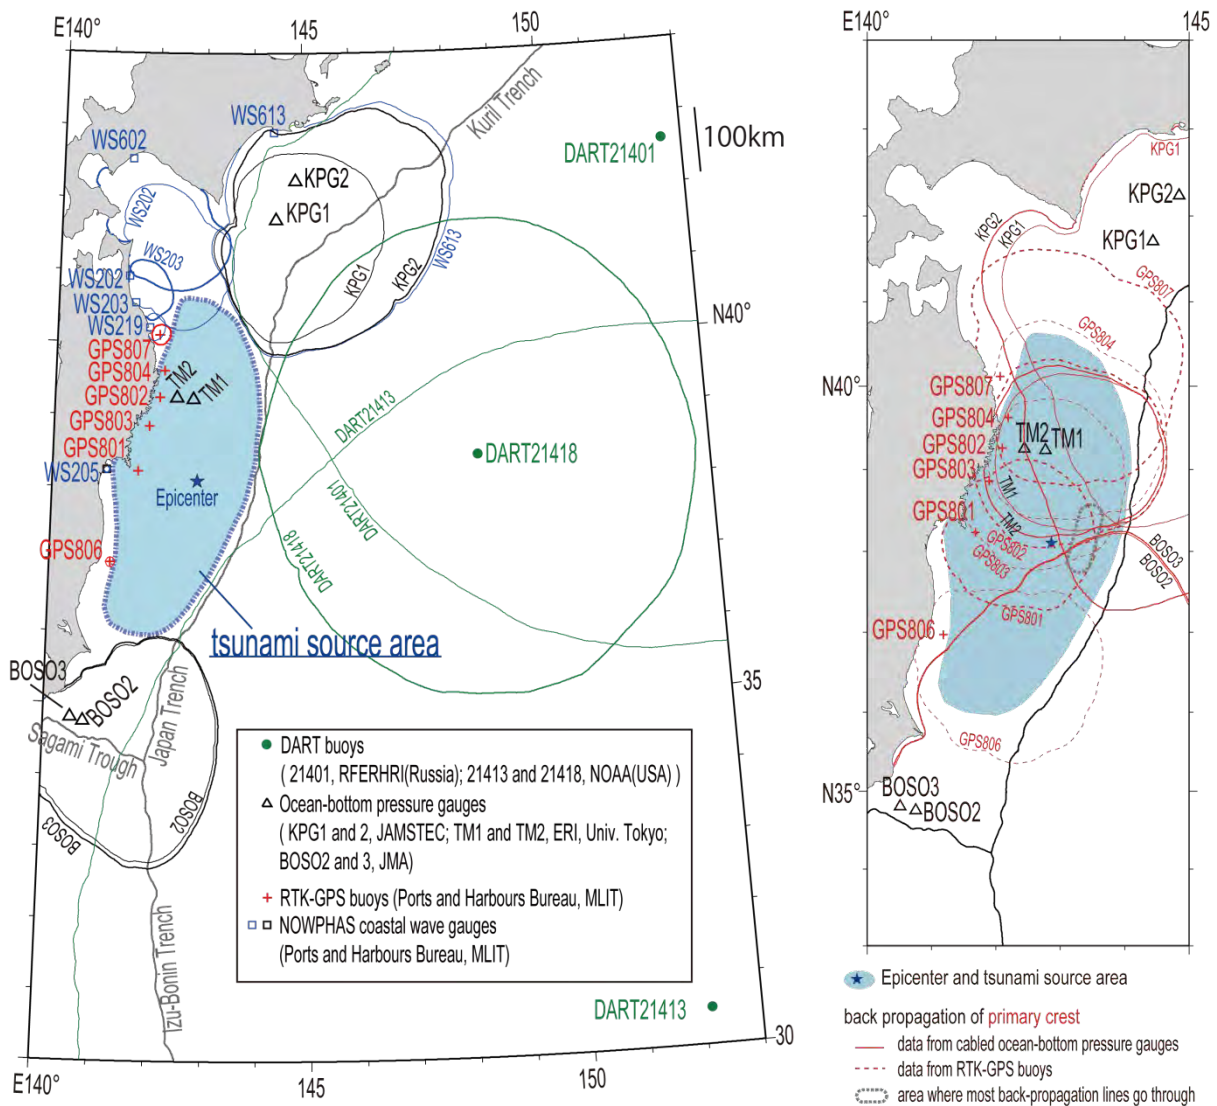 E140°
150
145
WS613
WS602
Kuril Trench
100km
DART21401
KPG2
KPG1
WS202
WS203
KPG1
KPG2
WS613
WS202
WS203
WS219
N40°
GPS807
GPS804
TM2
TM1
GPS802
GPS803
GPS801
WS205
DART21413
DART21418
Epicenter
DART21401
DART21418
GPS806
tsunami source area
BOSO3
BOSO2
35
Japan Trench
Sagami Trough
BOSO2
BOSO3
Izu-Bonin Trench
DART buoys
( 21401, RFERHRI(Russia); 21413 and 21418, NOAA(USA) )
Ocean-bottom pressure gauges
( KPG1 and 2, JAMSTEC; TM1 and TM2, ERI, Univ. Tokyo;
BOSO2 and 3, JMA)
RTK-GPS buoys (Ports and Harbours Bureau, MLIT)
NOWPHAS coastal wave gauges
(Ports and Harbours Bureau, MLIT)
DART21413
30
E140°
145
150
E140°
145
KPG1
KPG2
KPG2
KPG1
KPG1
GPS807
GPS804
N40°
GPS807
GPS804
GPS802
TM2
TM1
GPS803
TM1
GPS801
TM2
GPS802
GPS803
BOSO3
BOSO2
GPS801
GPS806
GPS806
BOSO3
N35°
BOSO2
Epicenter and tsunami source area
back propagation of primary crest
data from cabled ocean-bottom pressure gauges
data from RTK-GPS buoys
area where most back-propagation lines go through